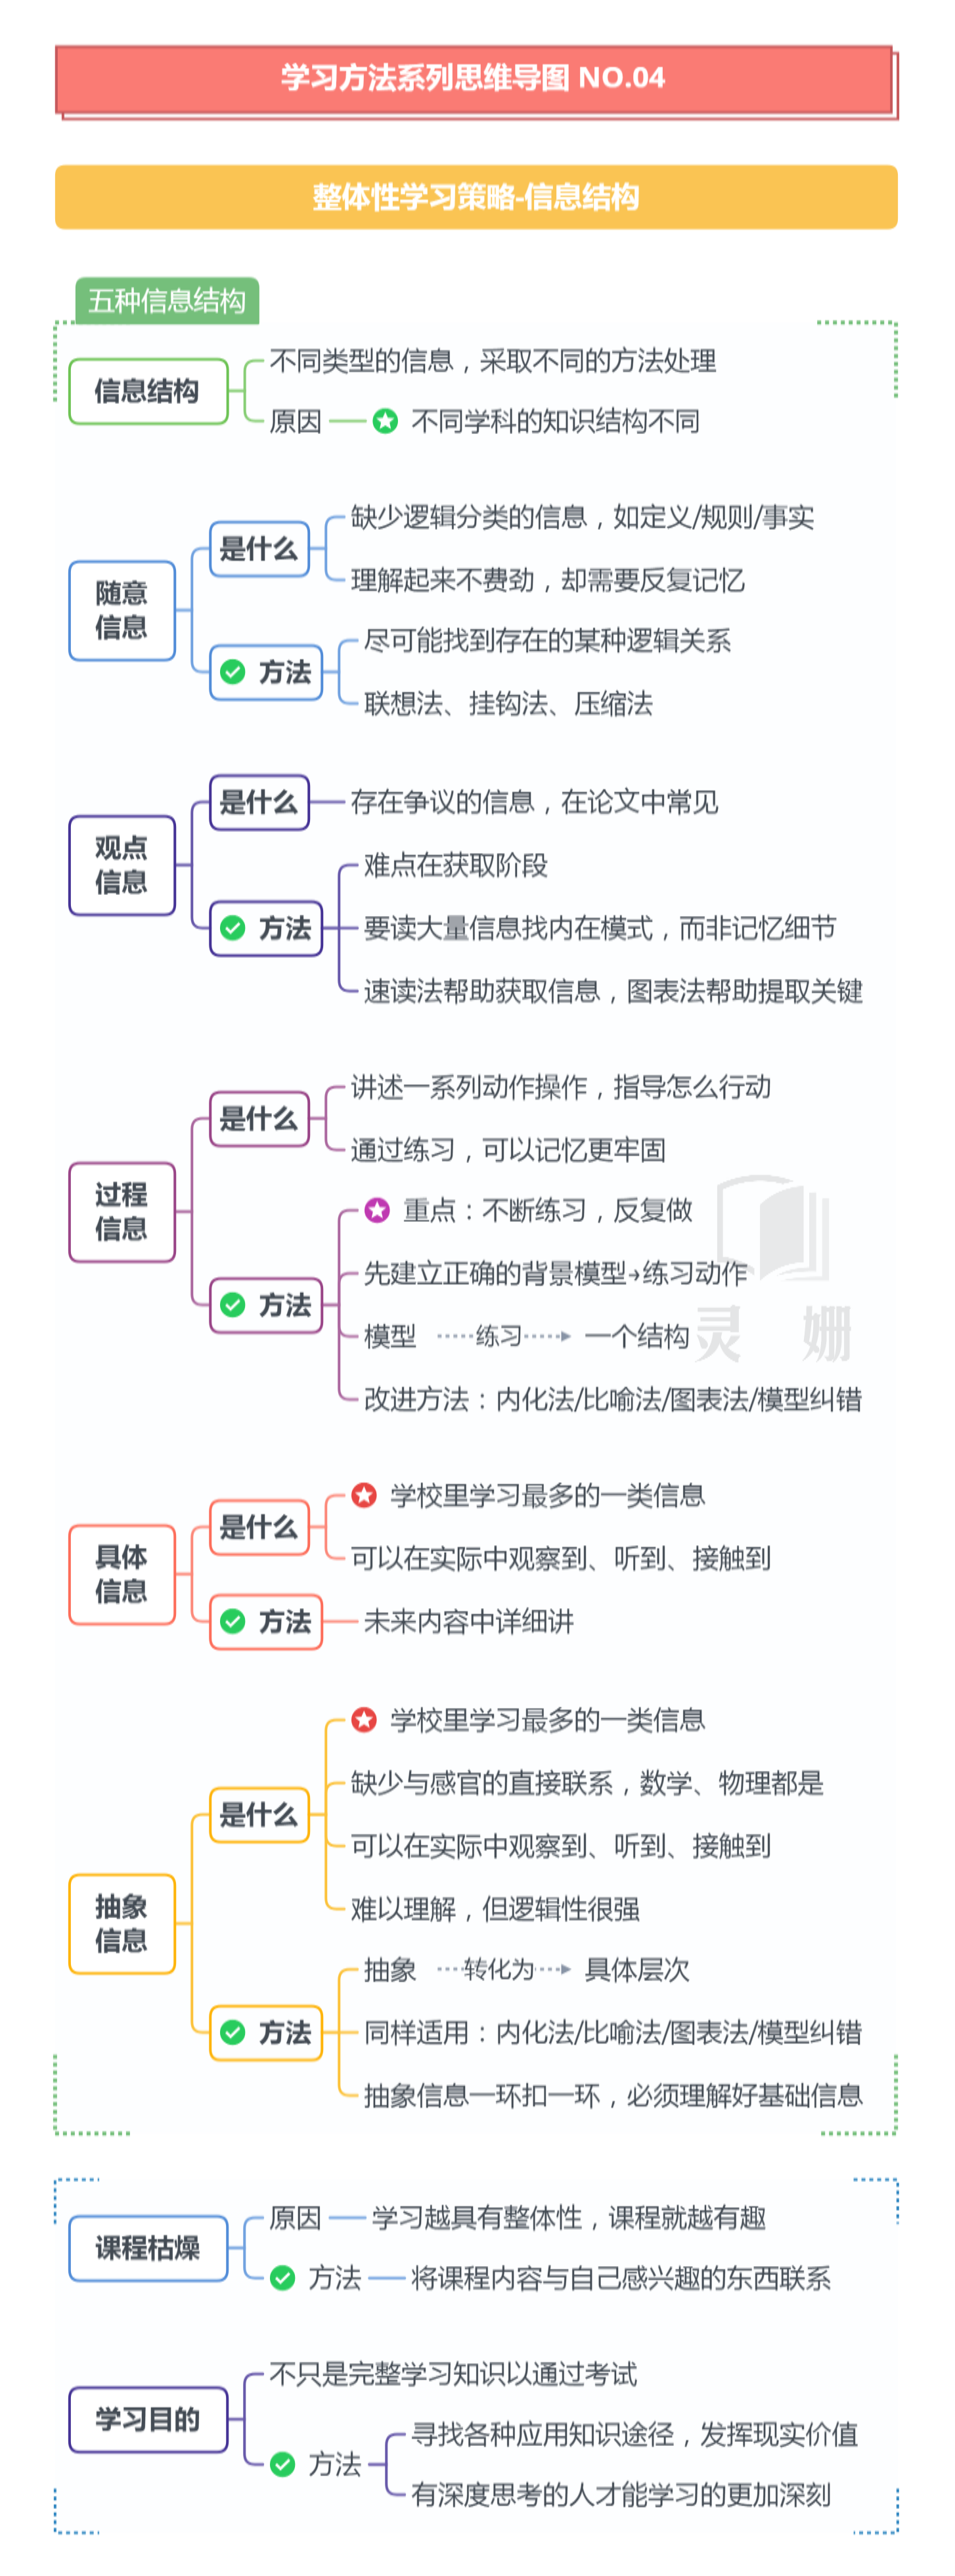 学习方法系列思维导图 NO.04
整体性学习策略-信息结构
五种信息结构
信息结构
不同类型的信息，采取不同的方法处理
原因
不同学科的知识结构不同
随意
信息
是什么
缺少逻辑分类的信息，如定义/规则/事实
理解起来不费劲，却需要反复记忆
方法
尽可能找到存在的某种逻辑关系
联想法、挂钩法、压缩法
观点
信息
是什么
存在争议的信息，在论文中常见
方法
难点在获取阶段
要读大量信息找内在模式，而非记忆细节
速读法帮助获取信息，图表法帮助提取关键
过程
信息
是什么
讲述一系列动作操作，指导怎么行动
通过练习，可以记忆更牢固
方法
重点：不断练习，反复做
先建立正确的背景模型→练习动作
模型 练习 一个结构
改进方法：内化法/比喻法/图表法/模型纠错
灵 姗
具体
信息
是什么
学校里学习最多的一类信息
可以在实际中观察到、听到、接触到
方法
未来内容中详细讲
抽象
信息
是什么
学校里学习最多的一类信息
缺少与感官的直接联系，数学、物理都是
可以在实际中观察到、听到、接触到
难以理解，但逻辑性很强
方法
抽象 转化为 具体层次
同样适用：内化法/比喻法/图表法/模型纠错
抽象信息一环扣一环，必须理解好基础信息
课程枯燥
原因
学习越具有整体性，课程就越有趣
方法
将课程内容与自己感兴趣的东西联系
学习目的
不只是完整学习知识以通过考试
方法
寻找各种应用知识途径，发挥现实价值
有深度思考的人才能学习的更加深刻